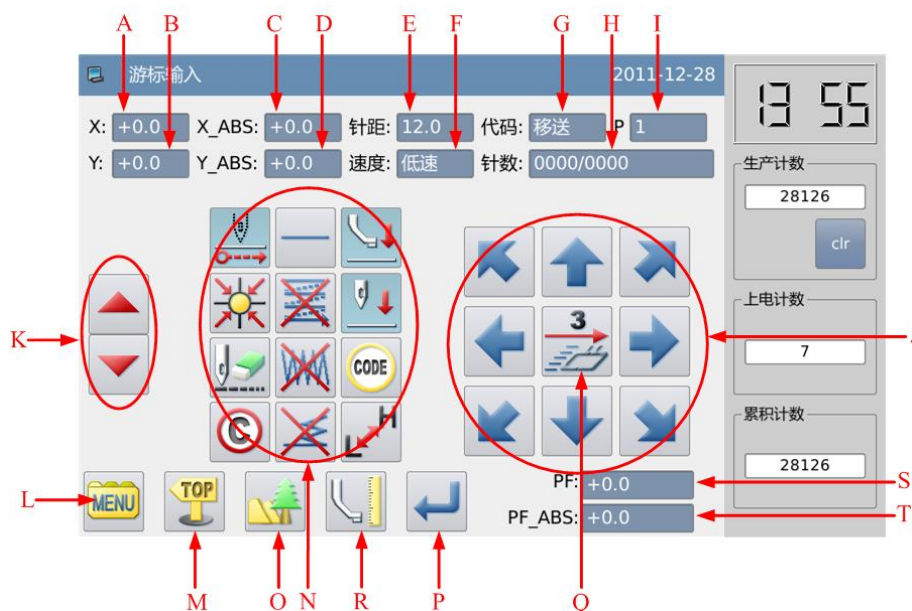 A B C D E F G H I
游标输入 2011-12-28
13 55
X: +0.0 X_ABS: +0.0 针距: 12.0 代码: 移送 P 1
Y: +0.0 Y_ABS: +0.0 速度: 低速 针数: 0000/0000
生产计数
28126
clr
上电计数
7
累积计数
28126
K
3
CODE
C
L H
L
MENU
TOP
PF: +0.0 S
PF_ABS: +0.0 T
M O N R P Q